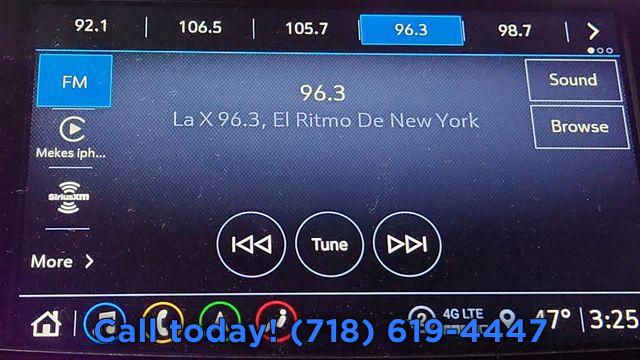 92.1 106.5 105.7 96.3 98.7
FM
96.3
Sound
La X 96.3, El Ritmo De New York
Browse
Mekes iph...
SiriusXM
Tune
More
4G LTE
47° 3:25
Call today! (718) 619-4447